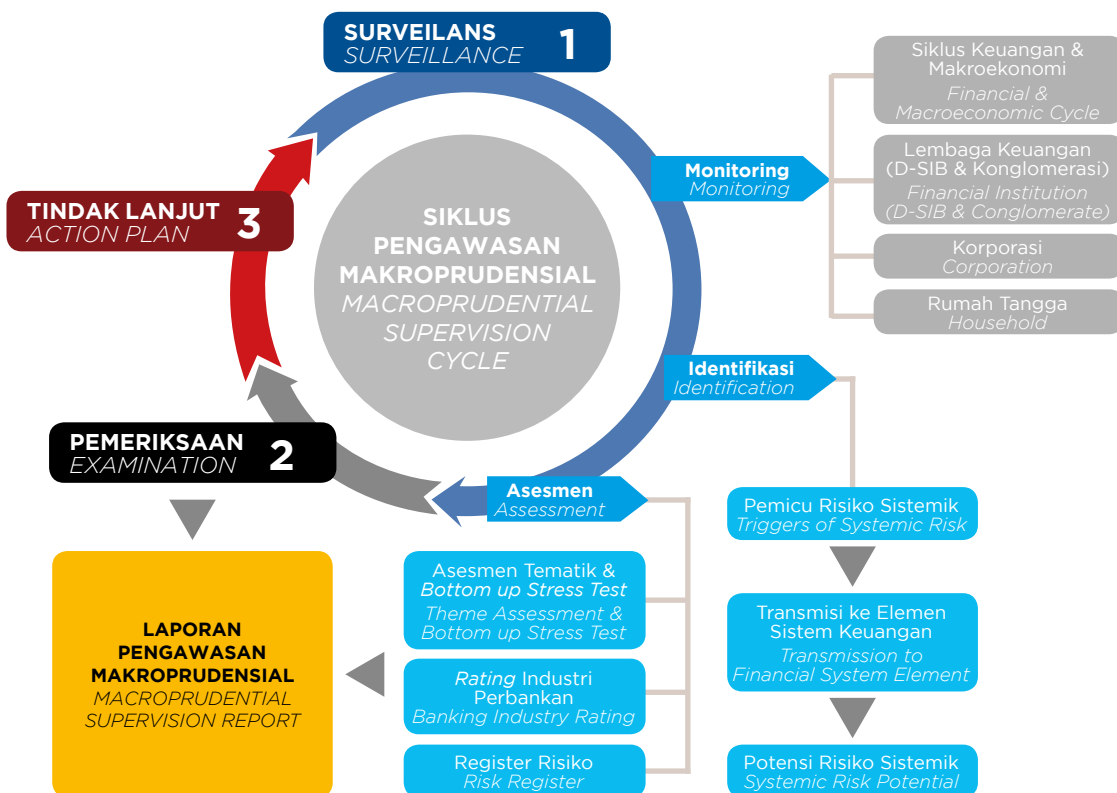 SURVEILANS
SURVEILLANCE
1
Siklus Keuangan &
Makroekonomi
Financial &
Macroeconomic Cycle
Lembaga Keuangan
(D-SIB & Konglomerasi)
Financial Institution
(D-SIB & Conglomerate)
Korporasi
Corporation
Rumah Tangga
Household
Monitoring
Monitoring
TINDAK LANJUT
ACTION PLAN
3
SIKLUS
PENGAWASAN
MAKROPRUDENSIAL
MACROPRUDENTIAL
SUPERVISION
CYCLE
Identifikasi
Identification
PEMERIKSAAN
EXAMINATION
2
Asesmen
Assessment
Pemicu Risiko Sistemik
Triggers of Systemic Risk
Transmisi ke Elemen
Sistem Keuangan
Transmission to
Financial System Element
Potensi Risiko Sistemik
Systemic Risk Potential
Asesmen Tematik &
Bottom up Stress Test
Theme Assessment &
Bottom up Stress Test
Rating Industri
Perbankan
Banking Industry Rating
Register Risiko
Risk Register
LAPORAN
PENGAWASAN
MAKROPRUDENSIAL
MACROPRUDENTIAL
SUPERVISION REPORT